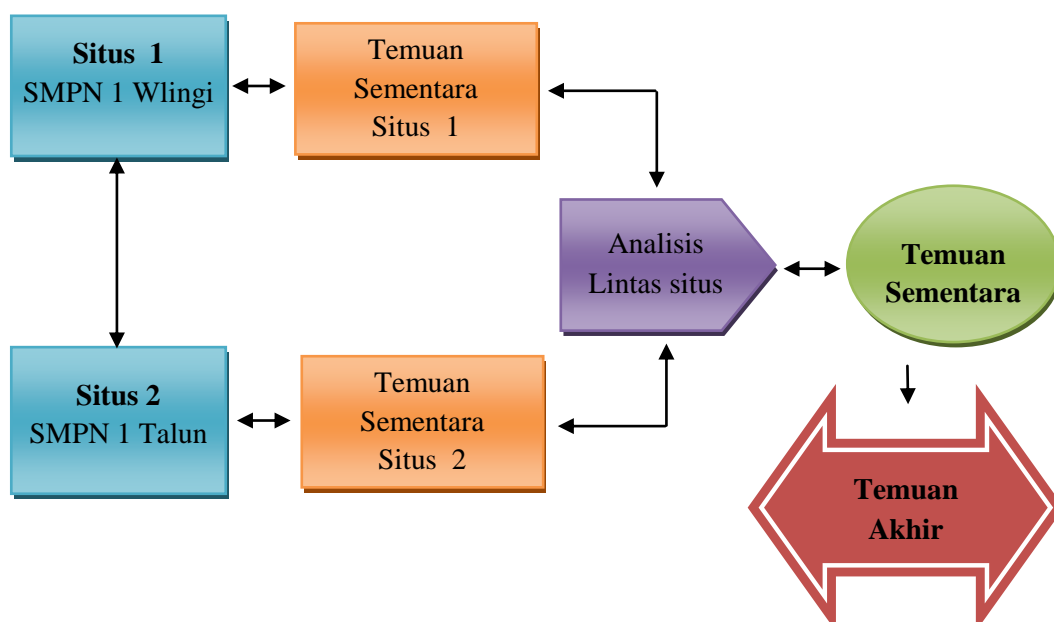 Situs  1
SMPN 1 Wlingi
Temuan
Sementara
Situs  1
Analisis
Lintas situs
Temuan
Sementara
Situs 2
SMPN 1 Talun
Temuan
Sementara
Situs  2
Temuan
Akhir